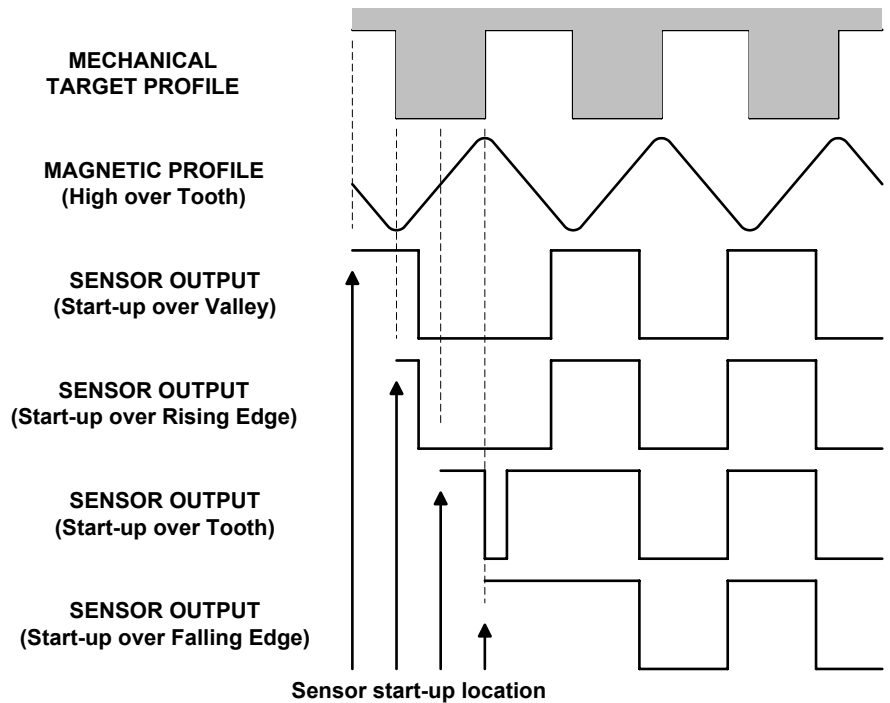 MECHANICAL
TARGET PROFILE
MAGNETIC PROFILE
(High over Tooth)
SENSOR OUTPUT
(Start-up over Valley)
SENSOR OUTPUT
(Start-up over Rising Edge)
SENSOR OUTPUT
(Start-up over Tooth)
SENSOR OUTPUT
(Start-up over Falling Edge)
Sensor start-up location